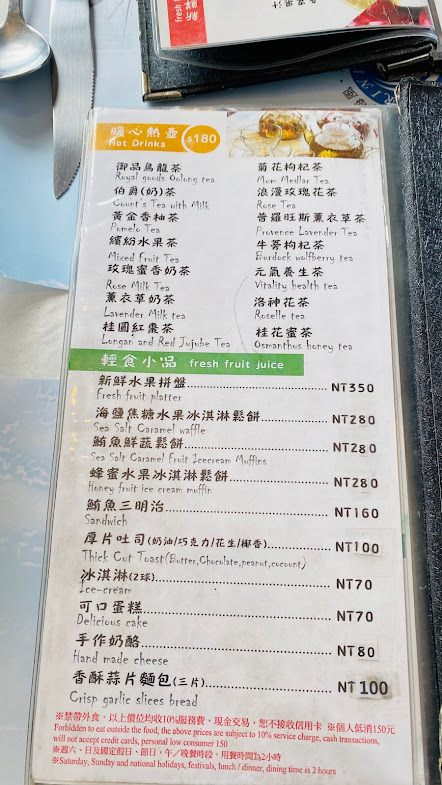 暖心熱壺
Hot Drinks
$180
御品烏龍茶
Royal goods Oolong tea
伯爵(奶)茶
Count's Tea with Milk
黃金香柚茶
Pomelo Tea
繽紛水果茶
Mixed Fruit Tea
玫瑰蜜香奶茶
Rose Milk Tea
薰衣草奶茶
Lavender Milk tea
桂圓紅棗茶
Longan and Red Jujube Tea
菊花枸杞茶
Mum Medlar Tea
浪漫玫瑰花茶
Rose Tea
普羅旺斯薰衣草茶
Provence Lavender Tea
牛蒡枸杞茶
Burdock wolfberry tea
元氣養生茶
Vitality health tea
洛神花茶
Roselle tea
桂花蜜茶
Osmanthus honey tea
輕食小品 fresh fruit juice
新鮮水果拼盤 NT350
Fresh fruit platter
海鹽焦糖水果冰淇淋鬆餅 NT280
Sea Salt Caramel waffle
鮪魚鮮蔬鬆餅 NT280
Sea Salt Caramel Fruit Icecream Muffins
蜂蜜水果冰淇淋鬆餅 NT280
Honey fruit ice cream muffin
鮪魚三明治 NT160
Sandwich
厚片吐司(奶油/巧克力/花生/椰香) NT100
Thick Cut Toast(Butter,Chocolate,peanut,cocount)
冰淇淋(2球) NT70
Ice-cream
可口蛋糕 NT70
Delicious cake
手作奶酪 NT80
Hand made cheese
香酥蒜片麵包(三片) NT100
Crisp garlic slices bread
※禁帶外食,以上價位均收10%服務費,現金交易,恕不接收信用卡 ※個人低消150元
Forbidden to eat outside the food, the above prices are subject to 10% service charge, cash transactions,
will not accept credit cards, personal low consumer 150
※週六、日及國定假日、節日,午/晚餐時段,用餐時間為2小時
※Saturday, Sunday and national holidays, festivals, lunch / dinner, dining time is 2 hours